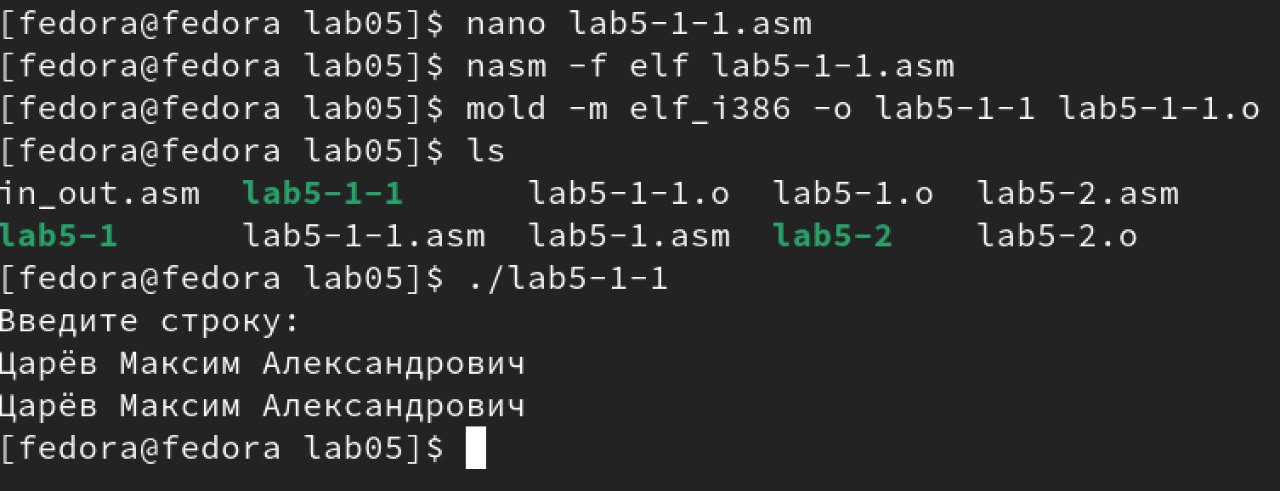 [fedora@fedora lab05]$ nano lab5-1-1.asm
[fedora@fedora lab05]$ nasm -f elf lab5-1-1.asm
[fedora@fedora lab05]$ mold -m elf_i386 -o lab5-1-1 lab5-1-1.o
[fedora@fedora lab05]$ ls
in_out.asm  lab5-1-1      lab5-1-1.o  lab5-1.o  lab5-2.asm
lab5-1      lab5-1-1.asm  lab5-1.asm  lab5-2    lab5-2.o
[fedora@fedora lab05]$ ./lab5-1-1
Введите строку:
Царёв Максим Александрович
Царёв Максим Александрович
[fedora@fedora lab05]$